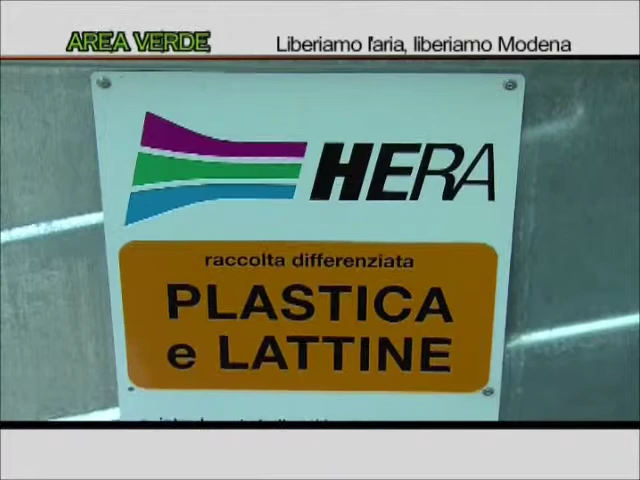 AREA VERDE
Liberiamo l'aria, liberiamo Modena
HERA
raccolta differenziata
PLASTICA
e LATTINE